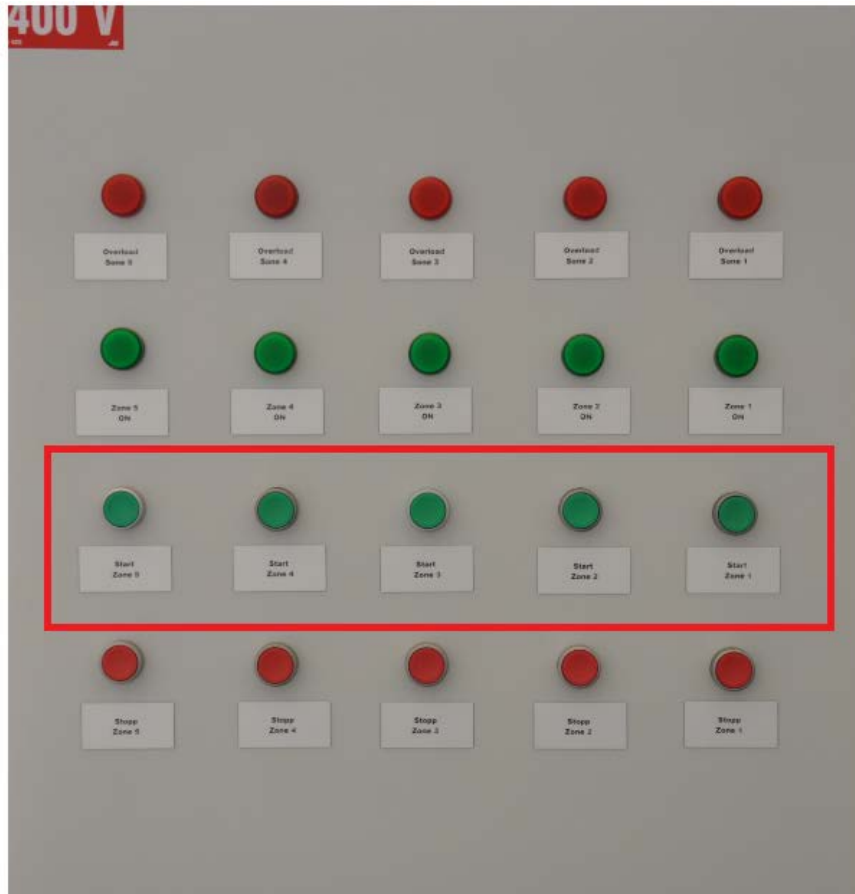 400 V
Overload
Sone 5
Overload
Sone 4
Overload
Sone 3
Overload
Sone 2
Overload
Sone 1
Zone 5
ON
Zone 4
ON
Zone 3
ON
Zone 2
ON
Zone 1
ON
Start
Zone 5
Start
Zone 4
Start
Zone 3
Start
Zone 2
Start
Zone 1
Stopp
Zone 5
Stopp
Zone 4
Stopp
Zone 3
Stopp
Zone 2
Stopp
Zone 1